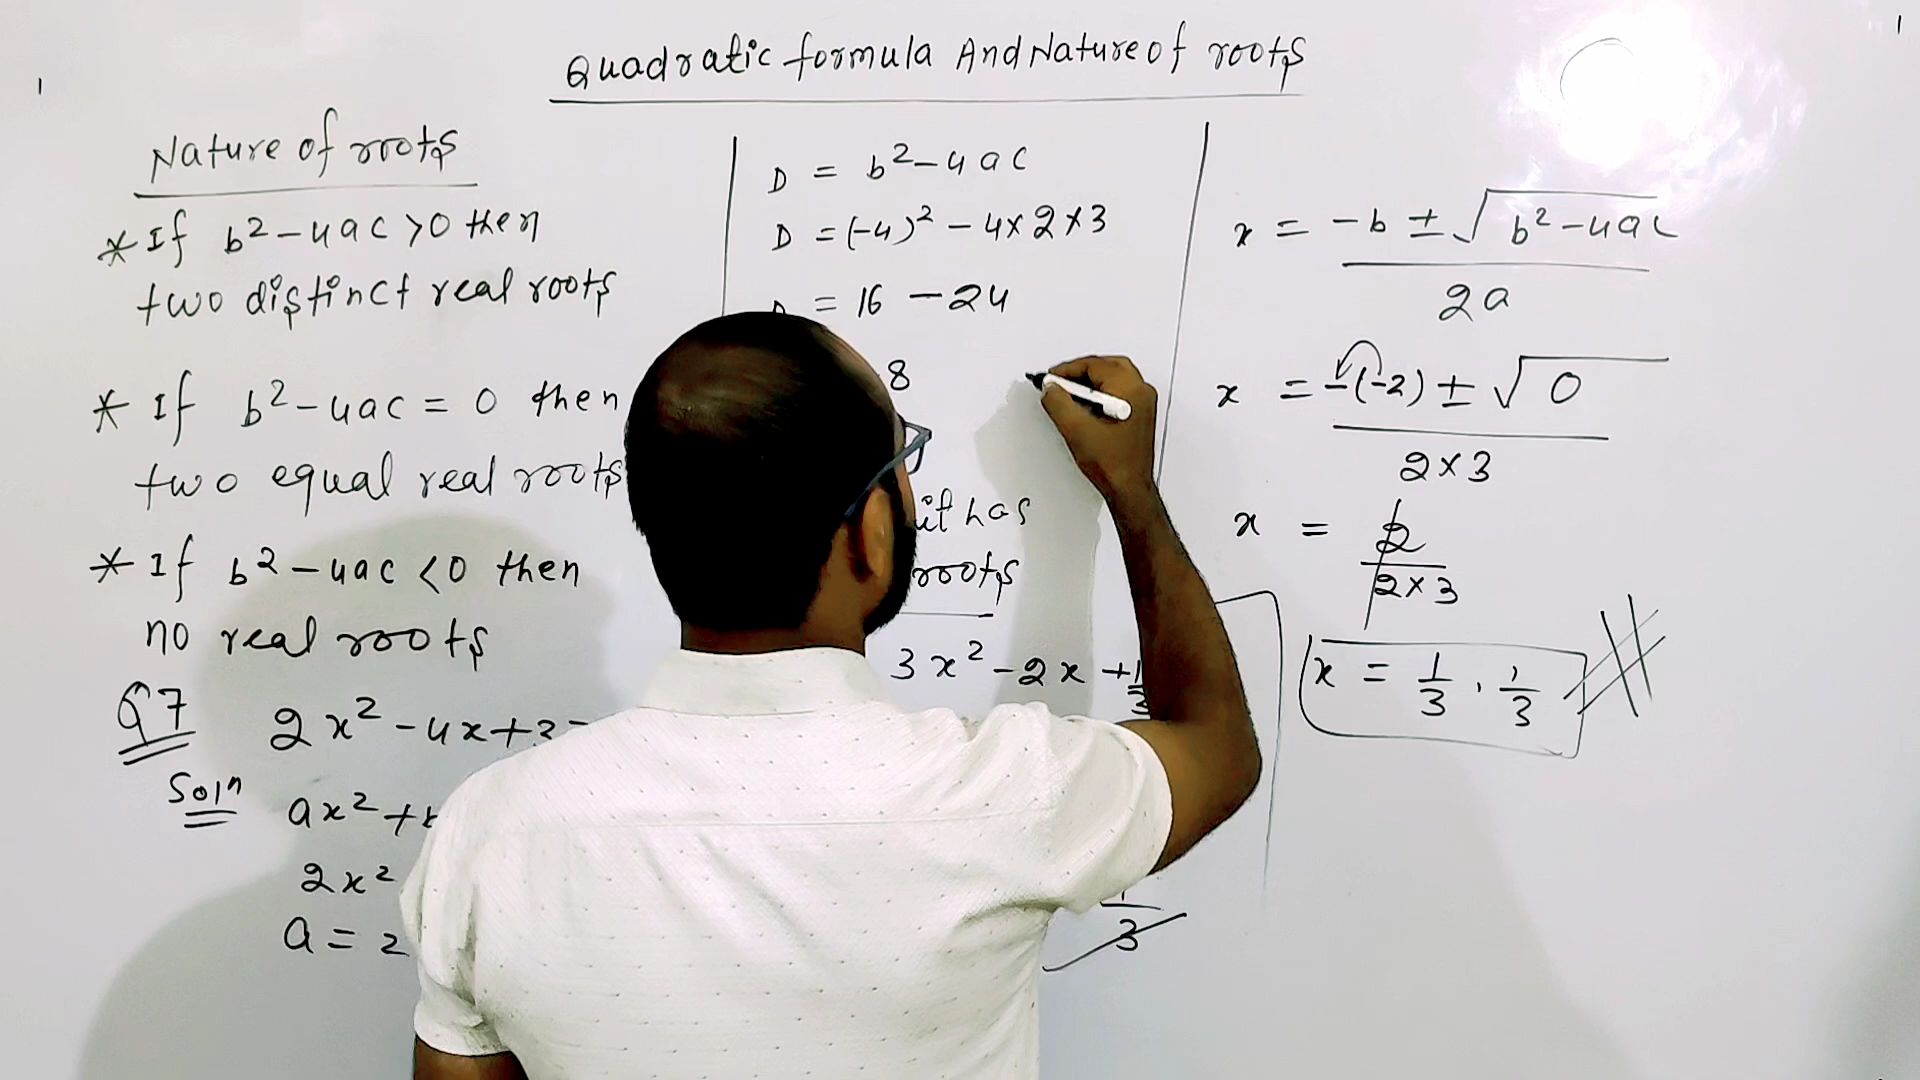 Quadratic formula And Nature of roots
Nature of roots
* If b²-4ac >0 then
two distinct real roots
* If b²-4ac = 0 then
two equal real roots
* If b²-4ac <0 then
no real roots
Q7 2x²-4x+3=
Soln ax²+
2x²
a = 2
D = b²-4ac
D = (-4)² - 4×2×3
= 16 - 24
8
it has
roots
3x²-2x+1/3
1/3
x = -b ± √b²-4ac / 2a
x = -(-2) ± √0 / 2×3
x = 2 / 2×3
x = 1/3, 1/3